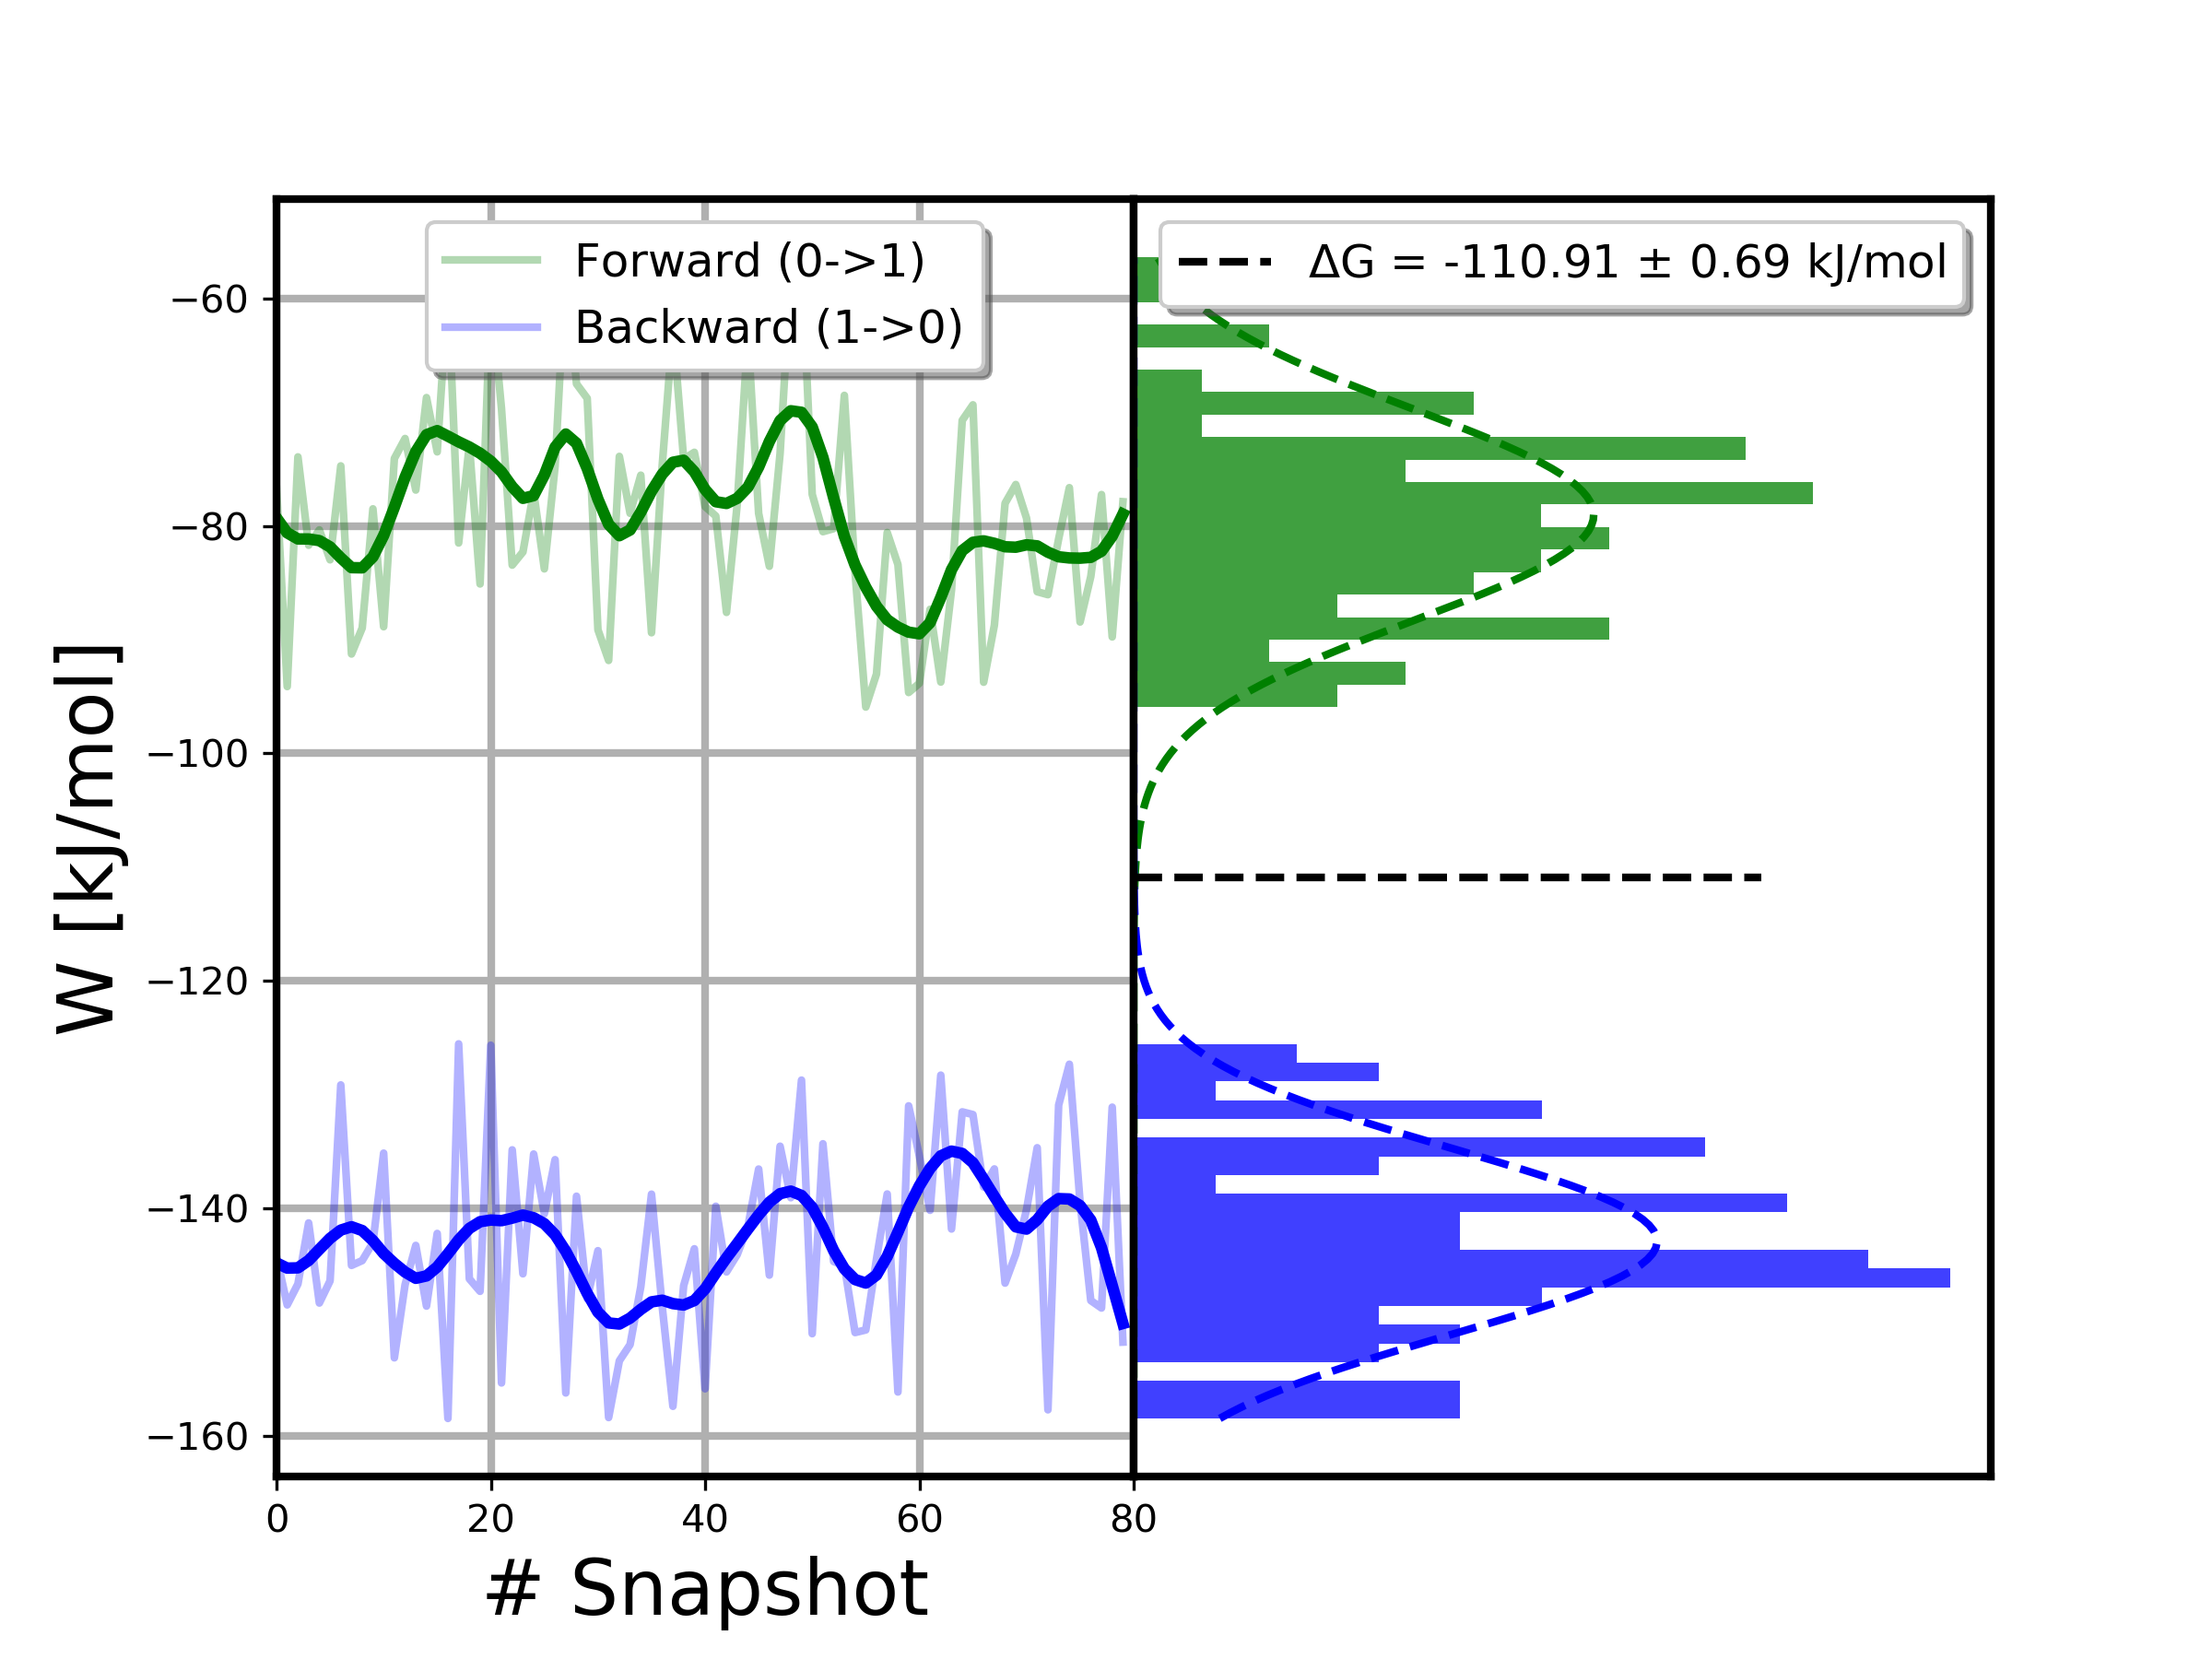 Forward (0->1)
Backward (1->0)
ΔG = -110.91 ± 0.69 kJ/mol
W [kJ/mol]
−60
−80
−100
−120
−140
−160
0 20 40 60 80
# Snapshot